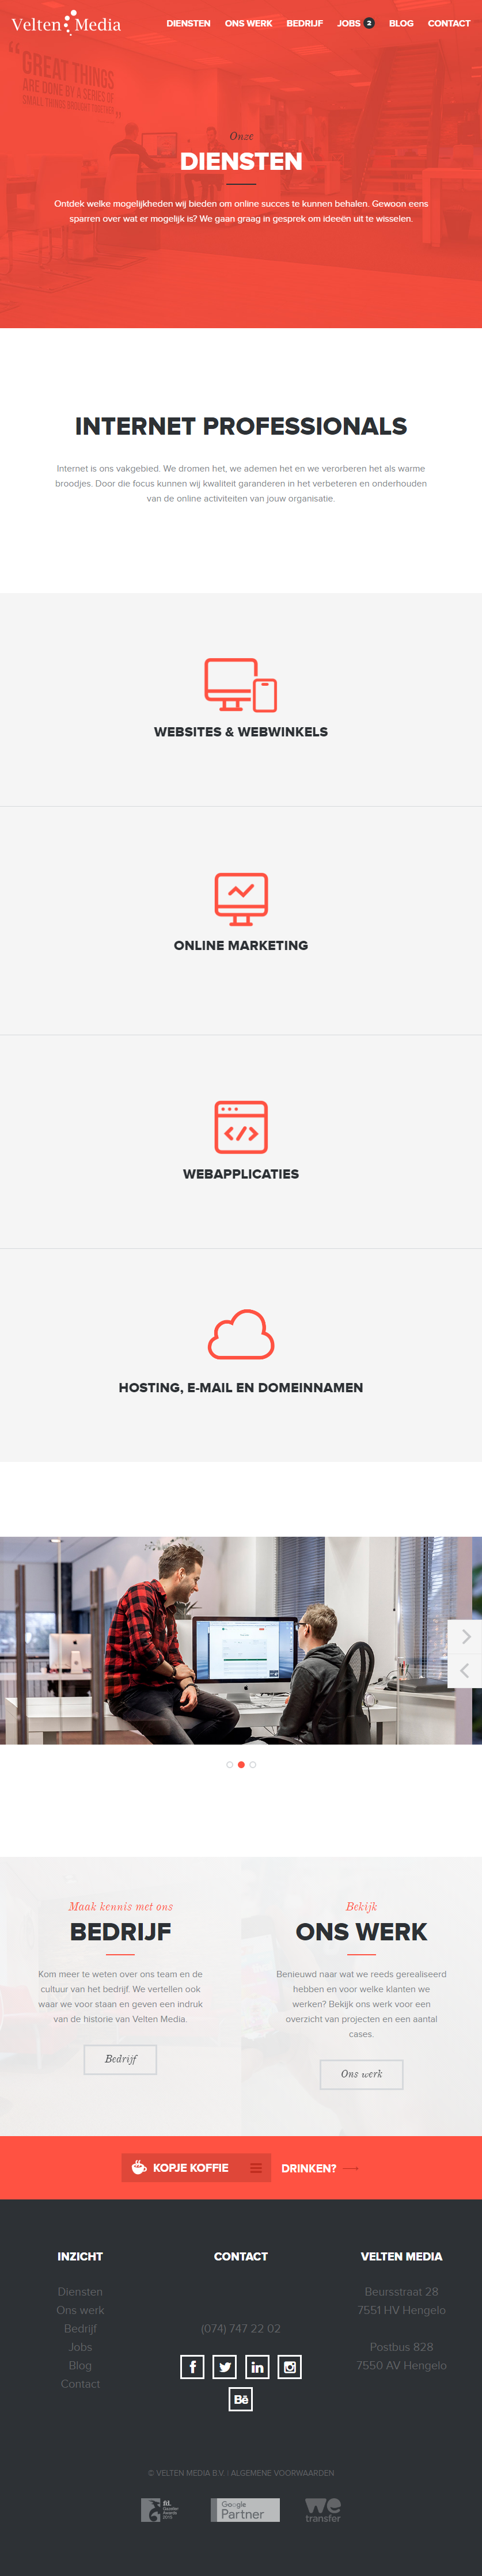 Velten Media
DIENSTEN ONS WERK BEDRIJF JOBS 2 BLOG CONTACT
“GREAT THINGS
ARE DONE BY A SERIES OF
SMALL THINGS BROUGHT TOGETHER
Onze
DIENSTEN
Ontdek welke mogelijkheden wij bieden om online succes te kunnen behalen. Gewoon eens
sparren over wat er mogelijk is? We gaan graag in gesprek om ideeën uit te wisselen.
INTERNET PROFESSIONALS
Internet is ons vakgebied. We dromen het, we ademen het en we verorberen het als warme
broodjes. Door die focus kunnen wij kwaliteit garanderen in het verbeteren en onderhouden
van de online activiteiten van jouw organisatie.
WEBSITES & WEBWINKELS
ONLINE MARKETING
WEBAPPLICATIES
HOSTING, E-MAIL EN DOMEINNAMEN
Maak kennis met ons
BEDRIJF
Kom meer te weten over ons team en de
cultuur van het bedrijf. We vertellen ook
waar we voor staan en geven een indruk
van de historie van Velten Media.
Bedrijf
Bekijk
ONS WERK
Benieuwd naar wat we reeds gerealiseerd
hebben en voor welke klanten we
werken? Bekijk ons werk voor een
overzicht van projecten en een aantal
cases.
Ons werk
KOPJE KOFFIE DRINKEN?
INZICHT
Diensten
Ons werk
Bedrijf
Jobs
Blog
Contact
CONTACT
(074) 747 22 02
f
in
Bē
VELTEN MEDIA
Beursstraat 28
7551 HV Hengelo
Postbus 828
7550 AV Hengelo
© VELTEN MEDIA B.V. | ALGEMENE VOORWAARDEN
Google
Partner
we
transfer